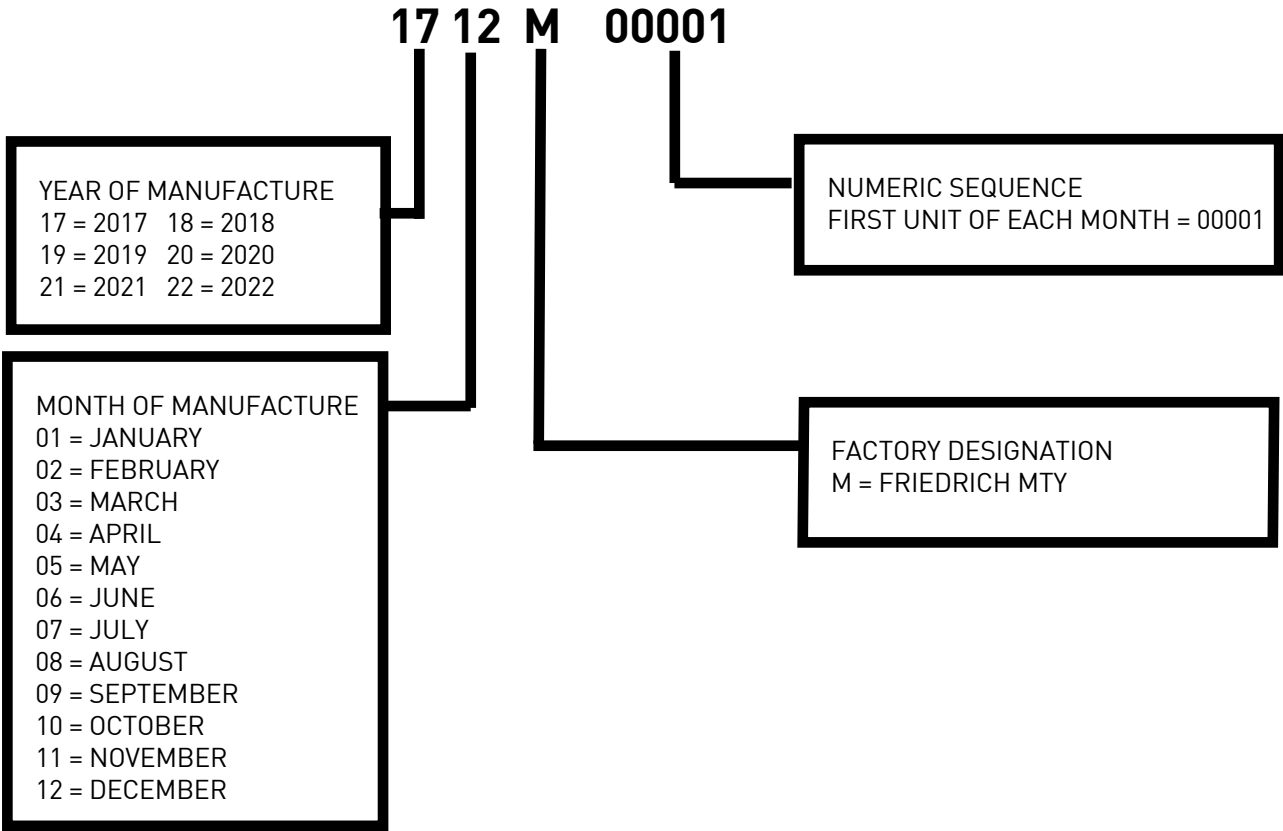 17 12 M 00001
YEAR OF MANUFACTURE
17 = 2017 18 = 2018
19 = 2019 20 = 2020
21 = 2021 22 = 2022
NUMERIC SEQUENCE
FIRST UNIT OF EACH MONTH = 00001
MONTH OF MANUFACTURE
01 = JANUARY
02 = FEBRUARY
03 = MARCH
04 = APRIL
05 = MAY
06 = JUNE
07 = JULY
08 = AUGUST
09 = SEPTEMBER
10 = OCTOBER
11 = NOVEMBER
12 = DECEMBER
FACTORY DESIGNATION
M = FRIEDRICH MTY